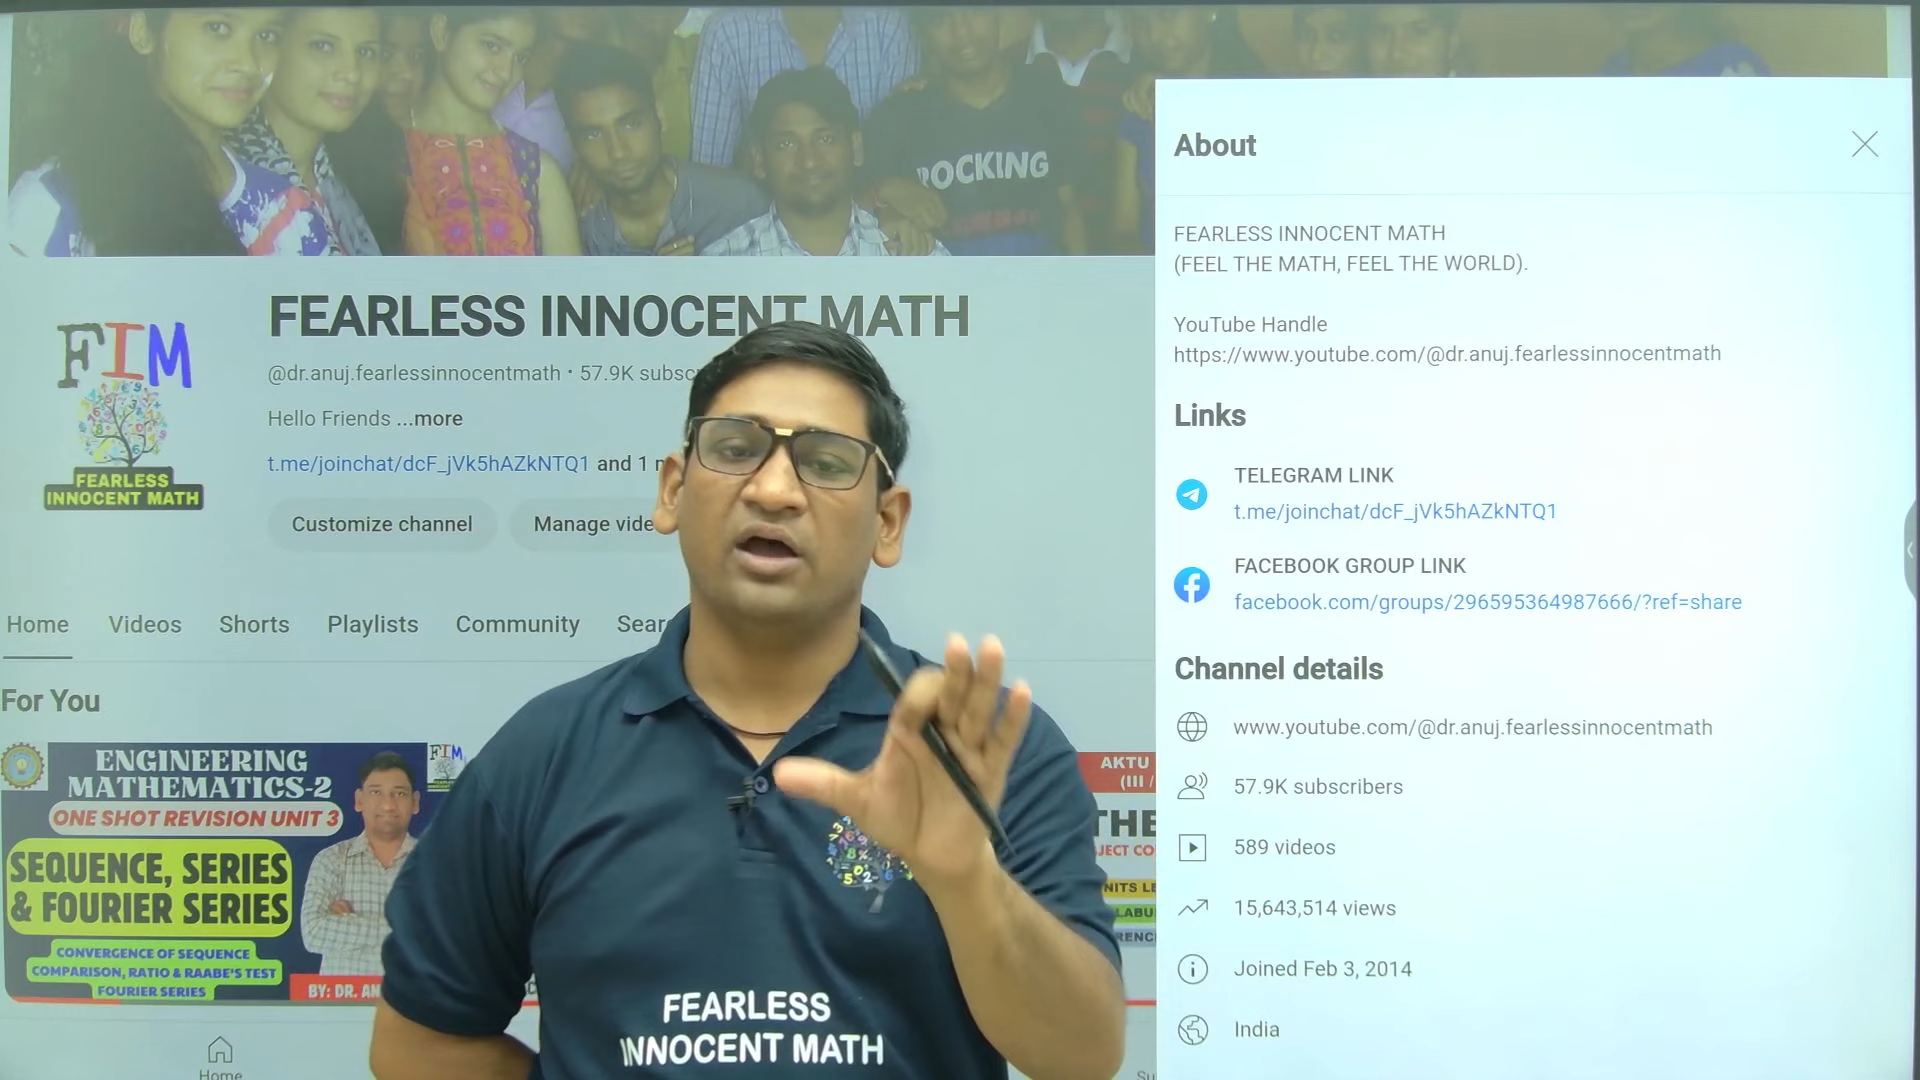 ROCKING
FEARLESS INNOCENT MATH
@dr.anuj.fearlessinnocentmath · 57.9K
Hello Friends ...more
t.me/joinchat/dcF_jVk5hAZkNTQ1 and 1
Customize channel
Manage
Home
Videos
Shorts
Playlists
Community
For You
FIM
FEARLESS
INNOCENT MATH
ENGINEERING
MATHEMATICS-2
ONE SHOT REVISION UNIT 3
SEQUENCE, SERIES
& FOURIER SERIES
CONVERGENCE OF SEQUENCE
COMPARISON, RATIO & RAABE'S TEST
FOURIER SERIES
BY: DR.
FIM
AKTU
(III /
Home
FEARLESS
INNOCENT MATH
About
FEARLESS INNOCENT MATH
(FEEL THE MATH, FEEL THE WORLD).
YouTube Handle
https://www.youtube.com/@dr.anuj.fearlessinnocentmath
Links
TELEGRAM LINK
t.me/joinchat/dcF_jVk5hAZkNTQ1
FACEBOOK GROUP LINK
facebook.com/groups/296595364987666/?ref=share
Channel details
www.youtube.com/@dr.anuj.fearlessinnocentmath
57.9K subscribers
589 videos
15,643,514 views
Joined Feb 3, 2014
India